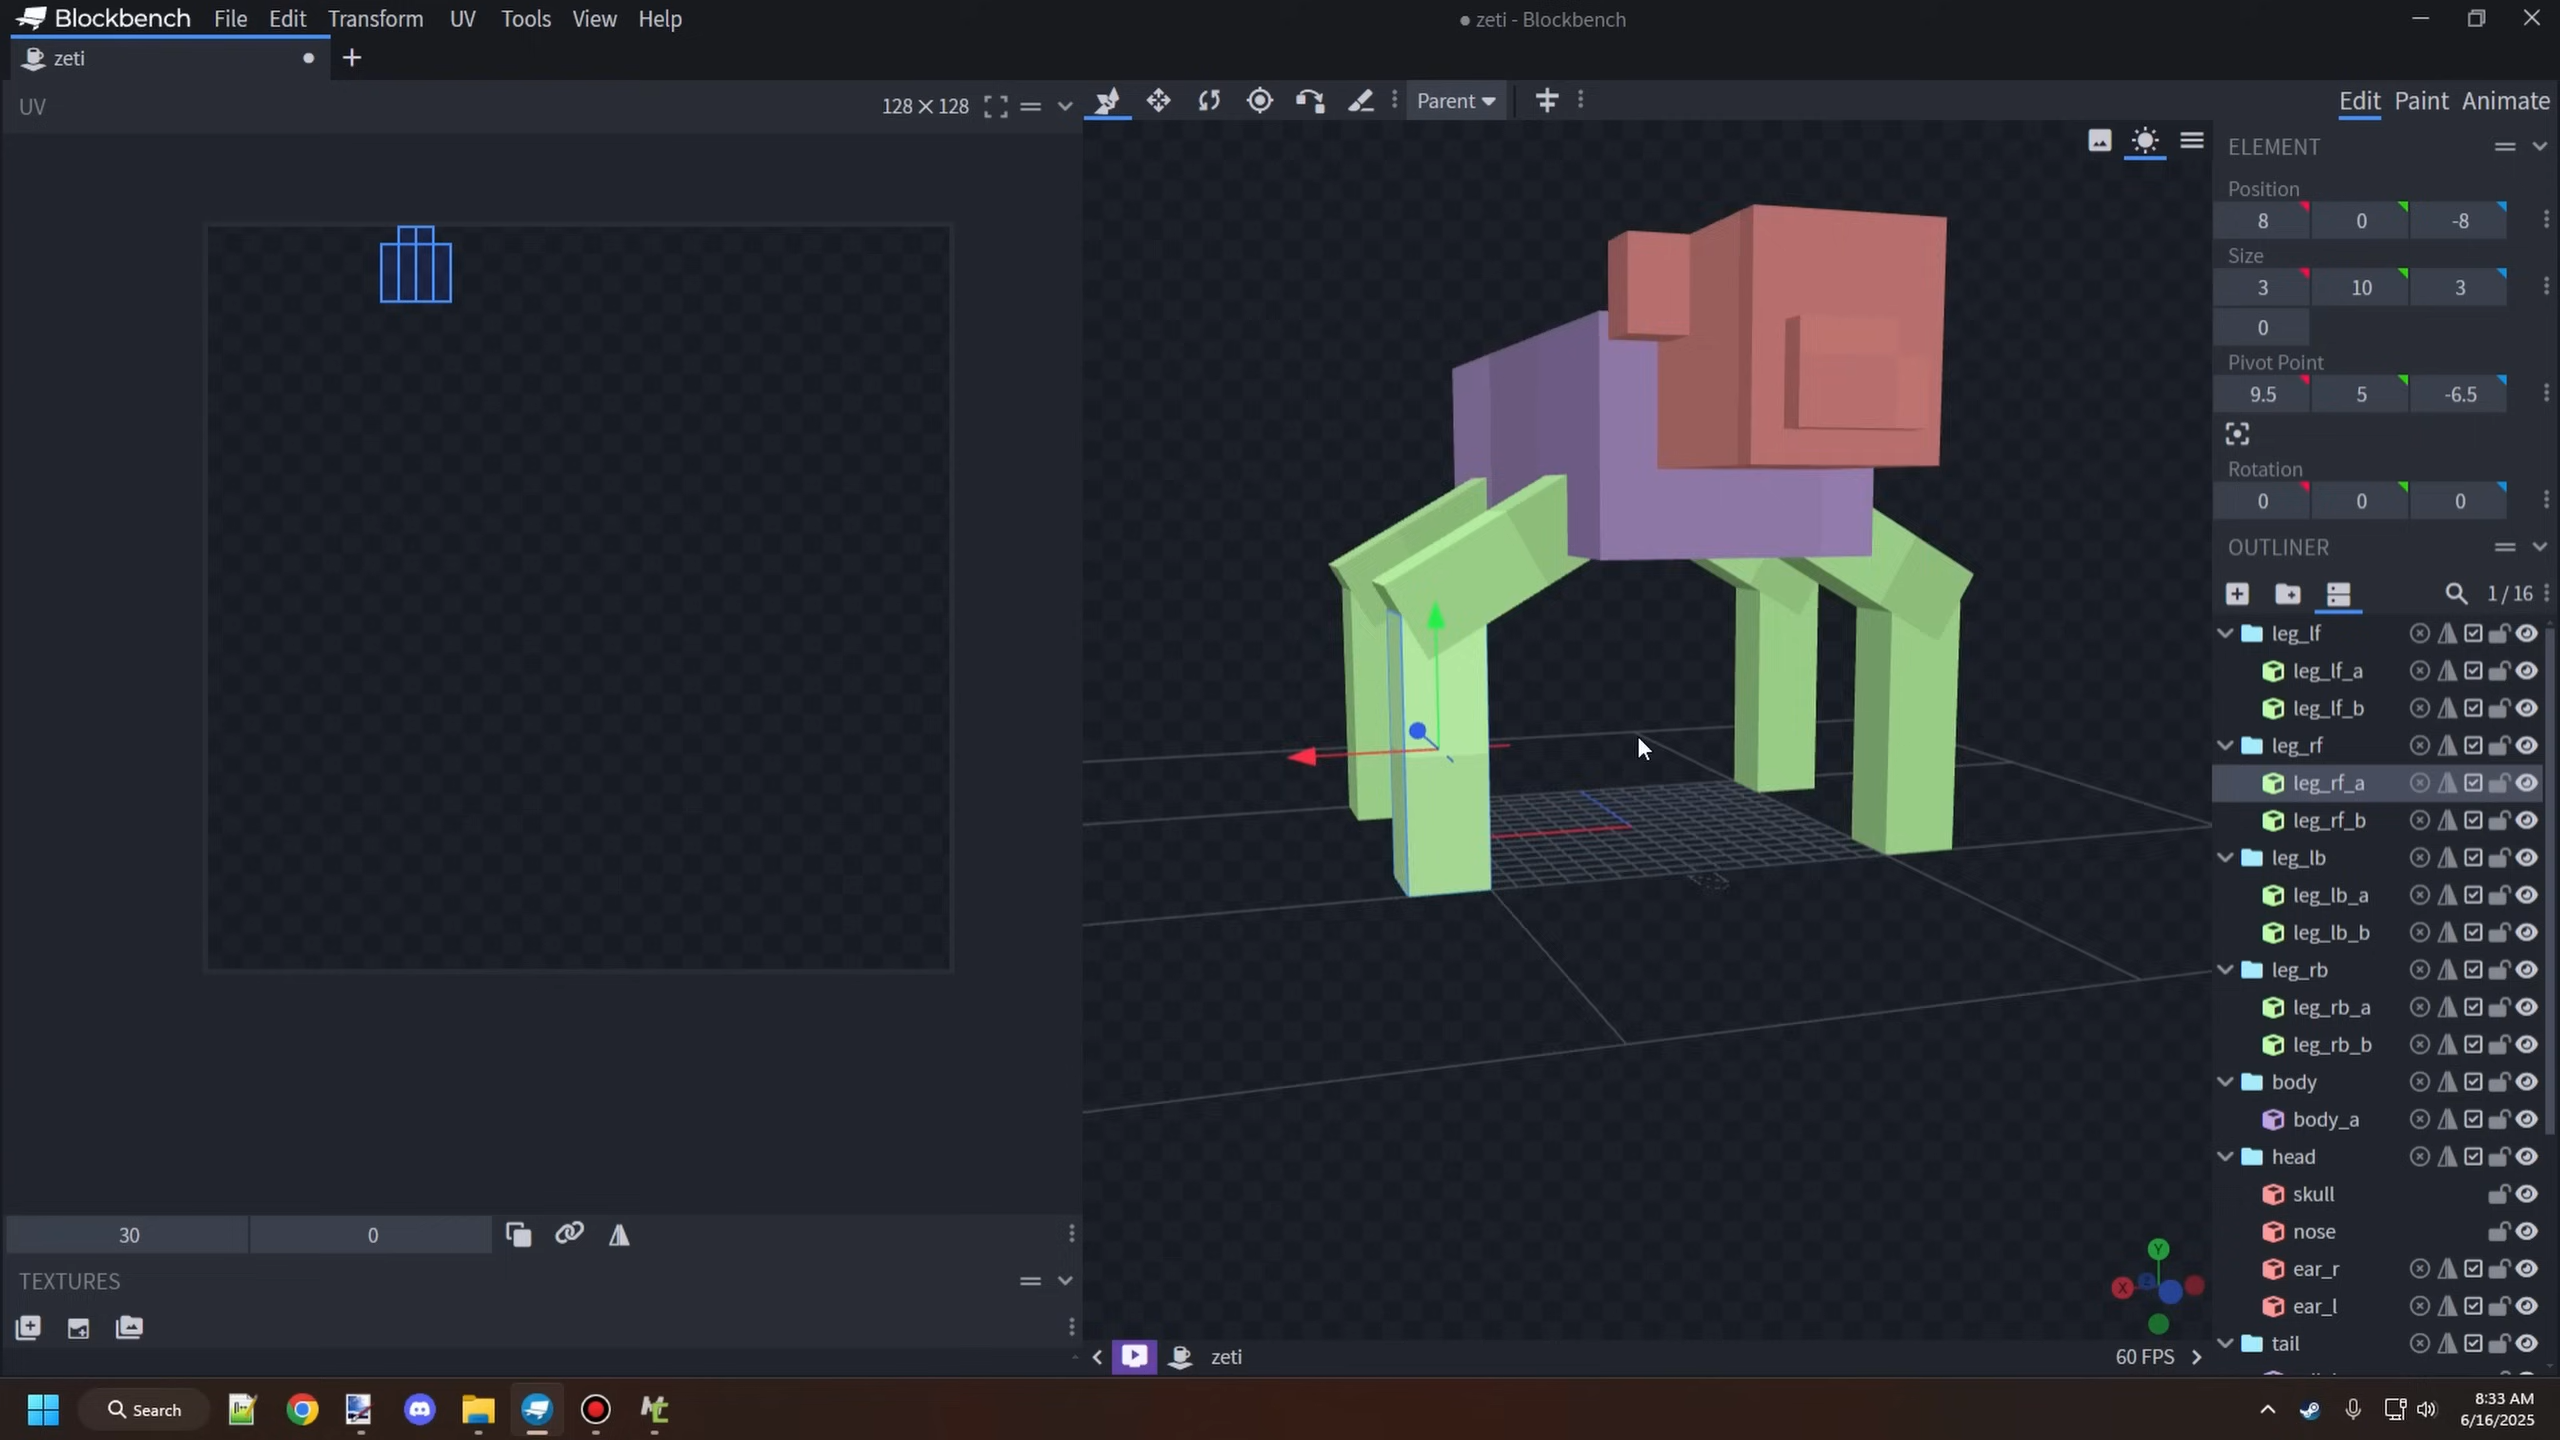 Blockbench File Edit Transform UV Tools View Help
● zeti - Blockbench
zeti
UV
128×128
Parent
Edit Paint Animate
ELEMENT
Position
8 0 -8
Size
3 10 3
0
Pivot Point
9.5 5 -6.5
Rotation
0 0 0
OUTLINER
1 / 16
leg_lf
leg_lf_a
leg_lf_b
leg_rf
leg_rf_a
leg_rf_b
leg_lb
leg_lb_a
leg_lb_b
leg_rb
leg_rb_a
leg_rb_b
body
body_a
head
skull
nose
ear_r
ear_l
tail
30 0
TEXTURES
Y
X
Z
zeti
60 FPS
Search
8:33 AM
6/16/2025